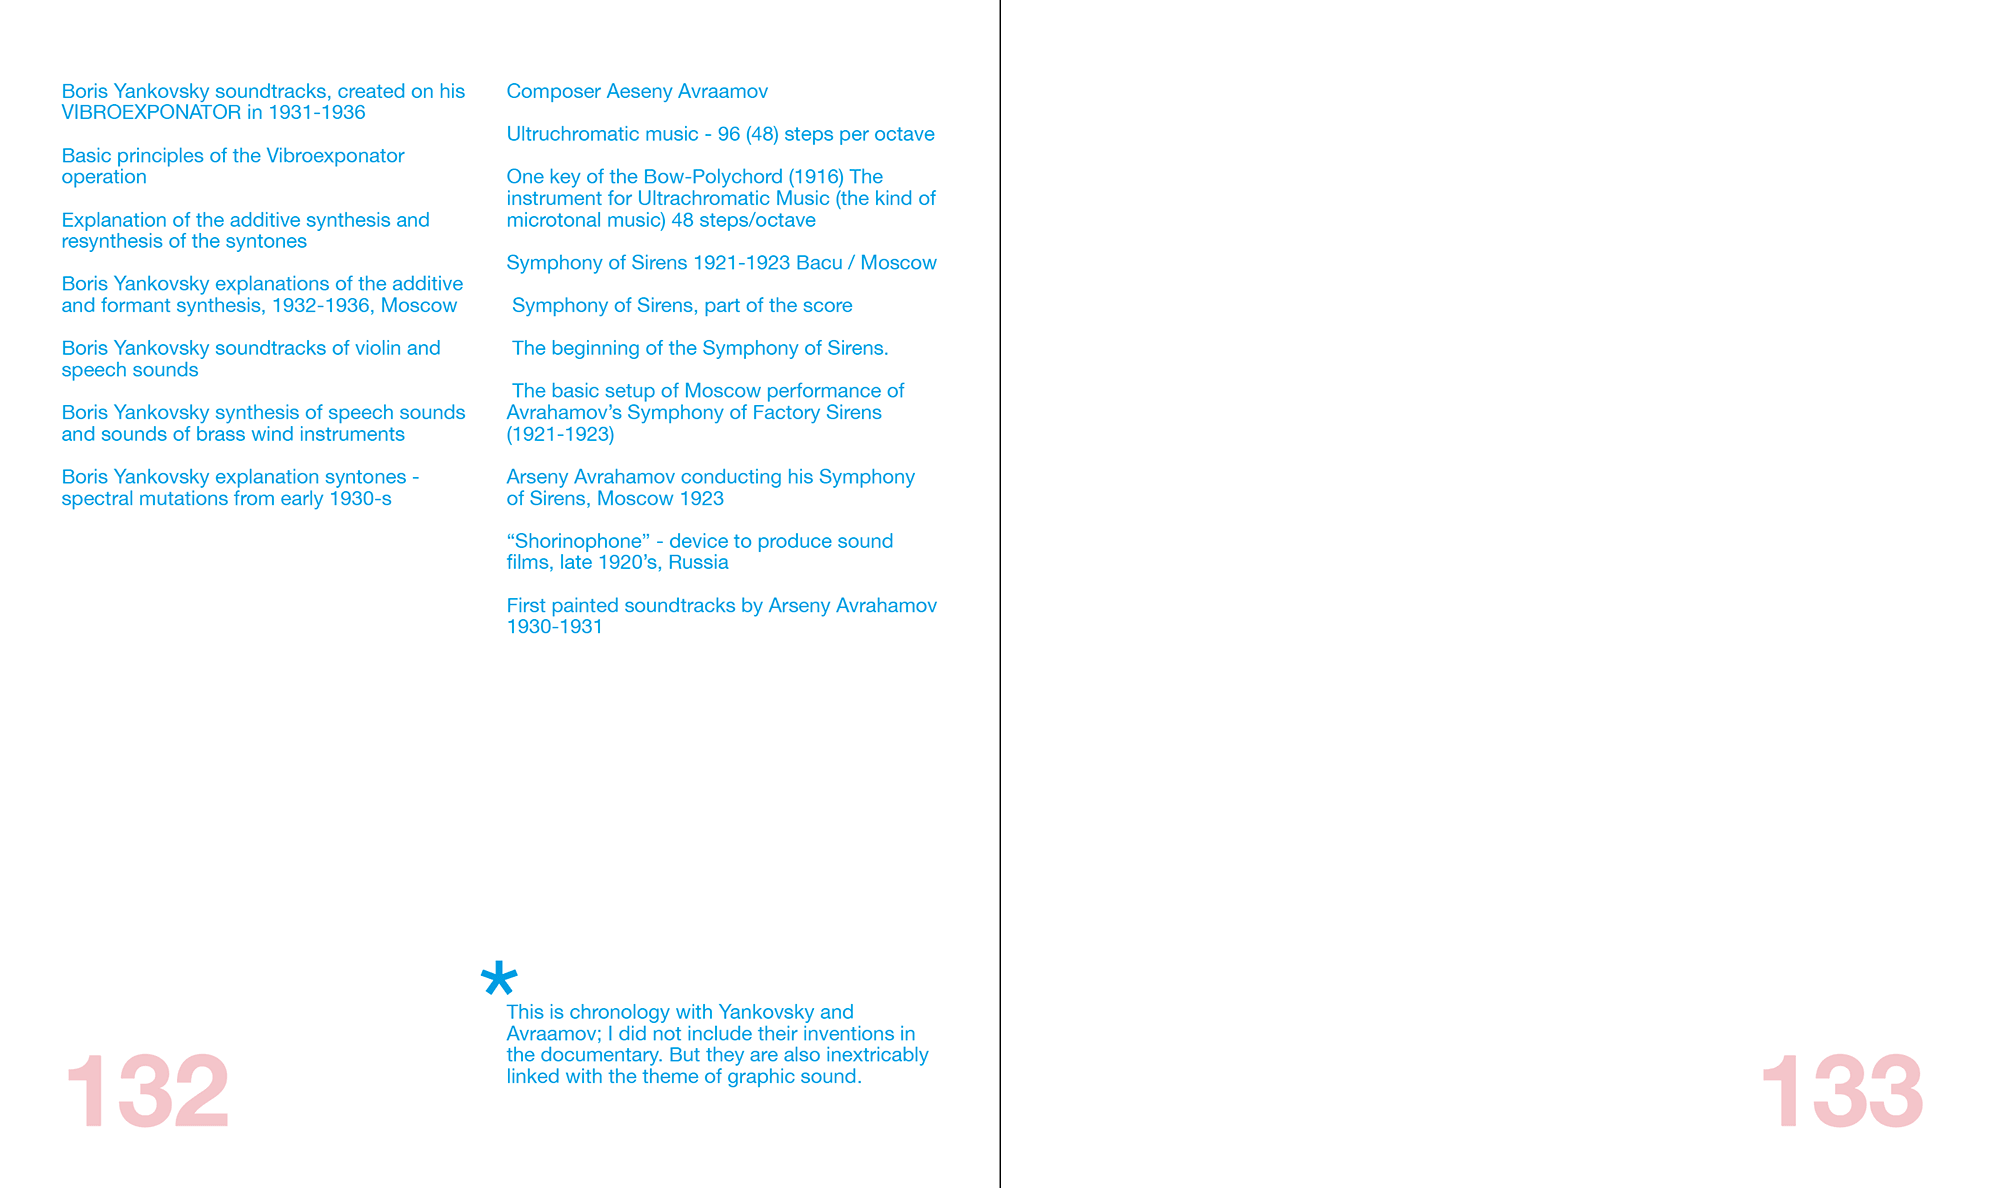 Boris Yankovsky soundtracks, created on his
VIBROEXPONATOR in 1931-1936
Basic principles of the Vibroexponator
operation
Explanation of the additive synthesis and
resynthesis of the syntones
Boris Yankovsky explanations of the additive
and formant synthesis, 1932-1936, Moscow
Boris Yankovsky soundtracks of violin and
speech sounds
Boris Yankovsky synthesis of speech sounds
and sounds of brass wind instruments
Boris Yankovsky explanation syntones -
spectral mutations from early 1930-s
Composer Aeseny Avraamov
Ultruchromatic music - 96 (48) steps per octave
One key of the Bow-Polychord (1916) The
instrument for Ultrachromatic Music (the kind of
microtonal music) 48 steps/octave
Symphony of Sirens 1921-1923 Bacu / Moscow
Symphony of Sirens, part of the score
The beginning of the Symphony of Sirens.
The basic setup of Moscow performance of
Avrahamov’s Symphony of Factory Sirens
(1921-1923)
Arseny Avrahamov conducting his Symphony
of Sirens, Moscow 1923
“Shorinophone” - device to produce sound
films, late 1920’s, Russia
First painted soundtracks by Arseny Avrahamov
1930-1931
*
This is chronology with Yankovsky and
Avraamov; I did not include their inventions in
the documentary. But they are also inextricably
linked with the theme of graphic sound.
132
133